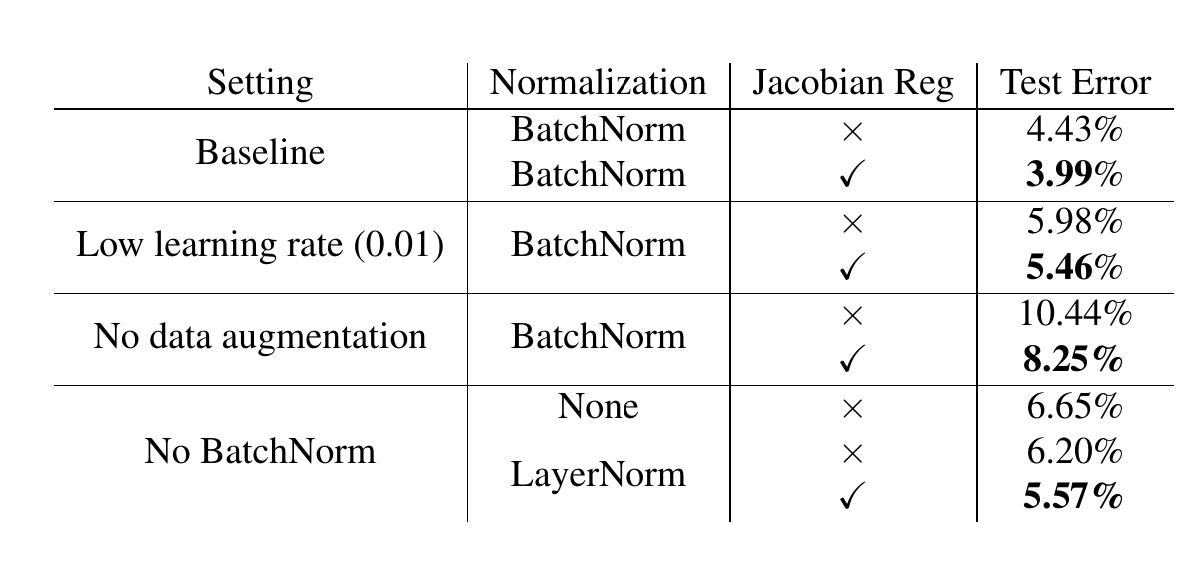 Setting Normalization Jacobian Reg Test Error
Baseline BatchNorm × 4.43%
BatchNorm ✓ 3.99%
Low learning rate (0.01) BatchNorm × 5.98%
✓ 5.46%
No data augmentation BatchNorm × 10.44%
✓ 8.25%
No BatchNorm None × 6.65%
LayerNorm × 6.20%
✓ 5.57%